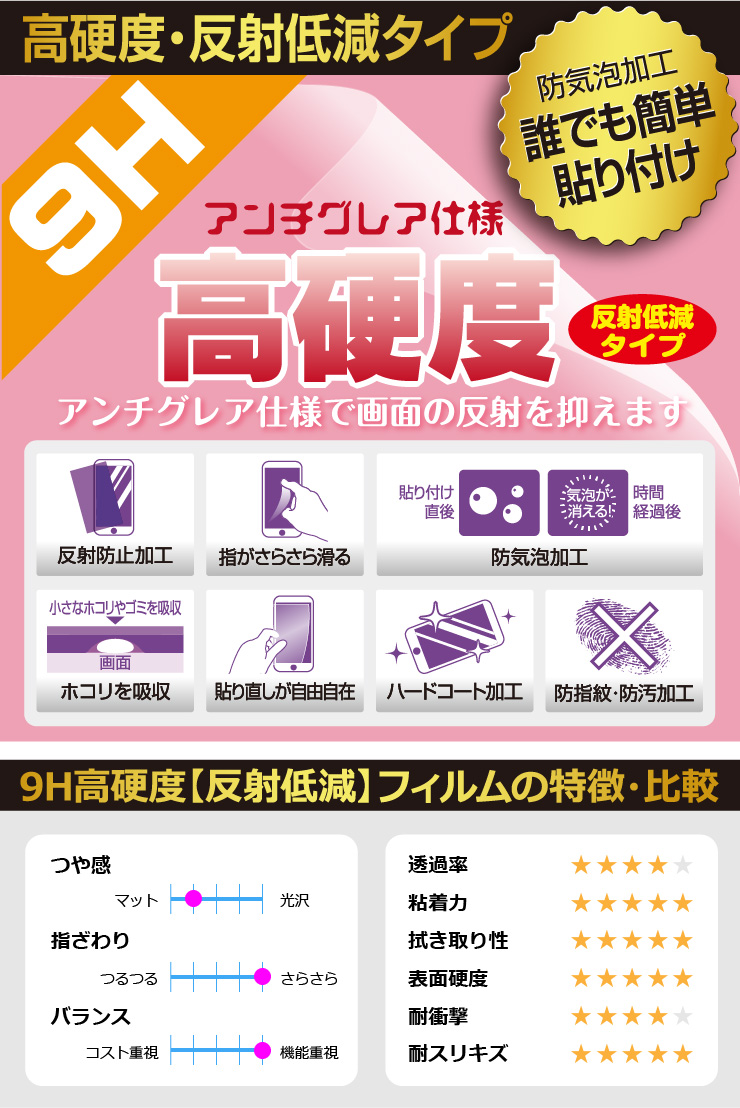 高硬度・反射低減タイプ
防気泡加工
誰でも簡単
貼り付け
9H
アンチグレア仕様
高硬度
反射低減
タイプ
アンチグレア仕様で画面の反射を抑えます
反射防止加工
指がさらさら滑る
貼り付け
直後
気泡が
消える!
時間
経過後
防気泡加工
小さなホコリやゴミを吸収
画面
ホコリを吸収
貼り直しが自由自在
ハードコート加工
防指紋・防汚加工
9H高硬度【反射低減】フィルムの特徴・比較
つや感
マット 光沢
指ざわり
つるつる さらさら
バランス
コスト重視 機能重視
透過率 ★★★★★
粘着力 ★★★★★
拭き取り性 ★★★★★
表面硬度 ★★★★★
耐衝撃 ★★★★★
耐スリキズ ★★★★★